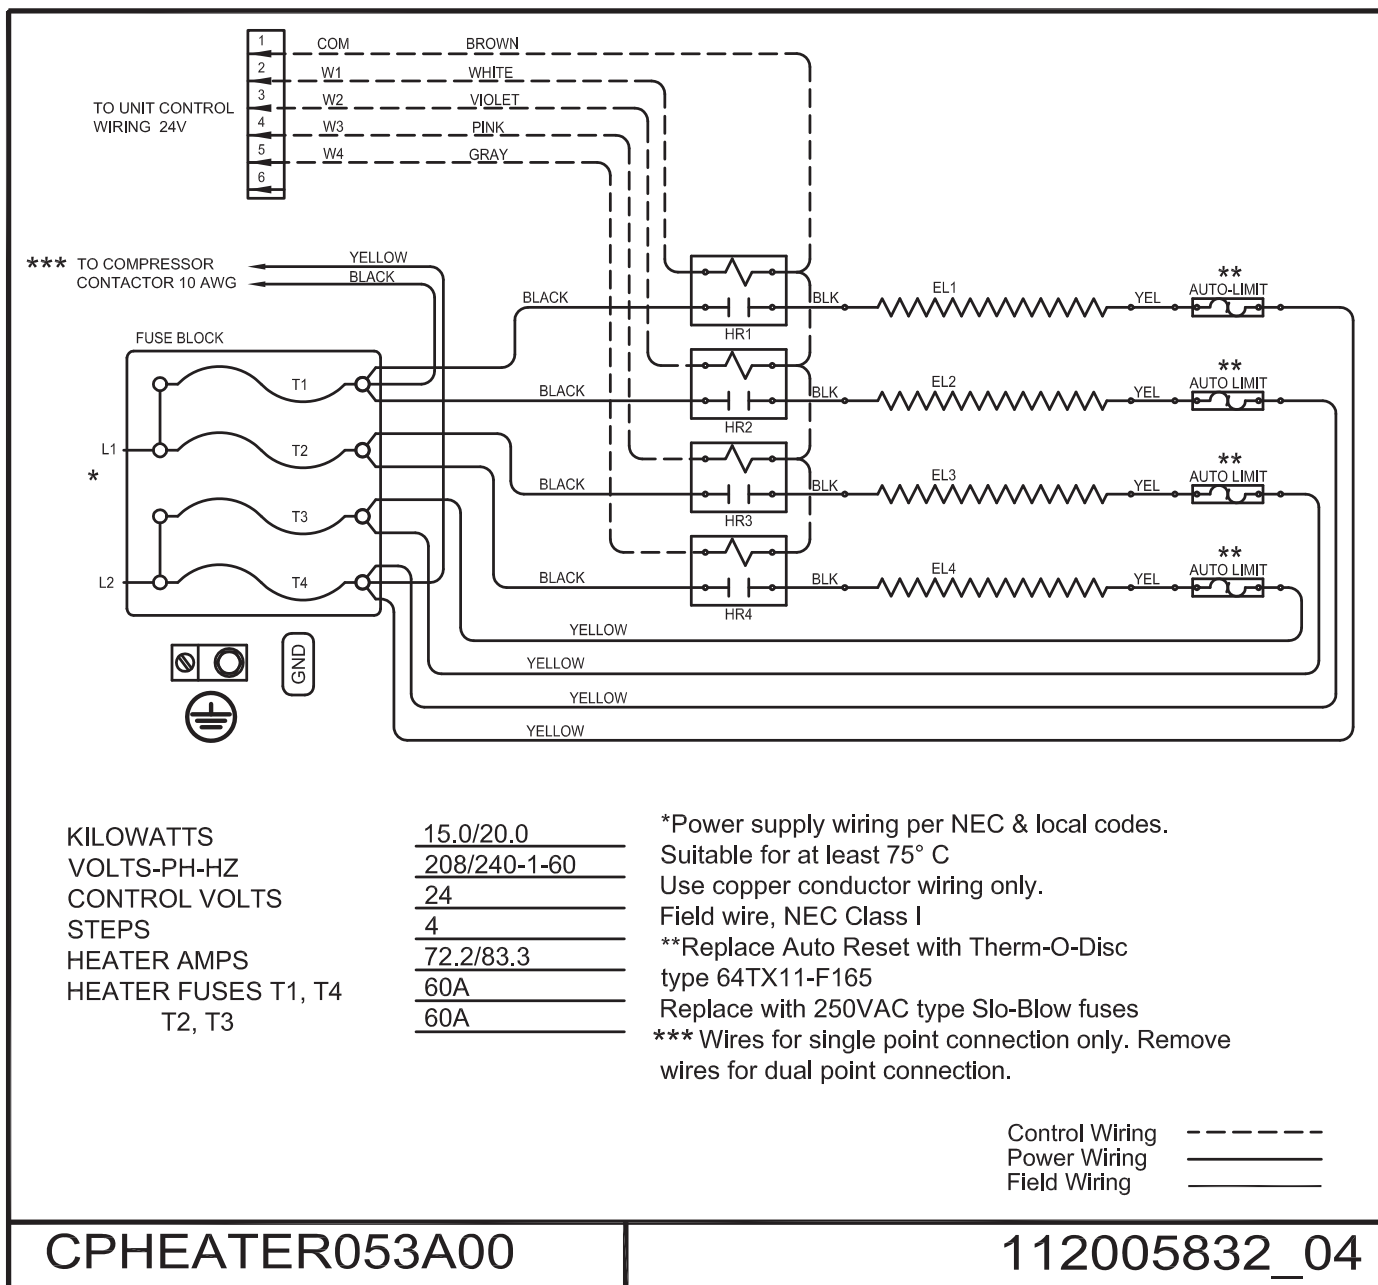 1 COM BROWN
2 W1 WHITE
3 W2 VIOLET
4 W3 PINK
5 W4 GRAY
6
TO UNIT CONTROL
WIRING 24V
*** TO COMPRESSOR
CONTACTOR 10 AWG
YELLOW
BLACK
FUSE BLOCK
T1
L1
T2
*
T3
L2
T4
GND
BLACK
HR1
BLK
EL1
YEL
**
AUTO-LIMIT
BLACK
HR2
BLK
EL2
YEL
**
AUTO LIMIT
BLACK
HR3
BLK
EL3
YEL
**
AUTO LIMIT
BLACK
HR4
BLK
EL4
YEL
**
AUTO LIMIT
YELLOW
YELLOW
YELLOW
YELLOW
KILOWATTS 15.0/20.0
VOLTS-PH-HZ 208/240-1-60
CONTROL VOLTS 24
STEPS 4
HEATER AMPS 72.2/83.3
HEATER FUSES T1, T4 60A
T2, T3 60A
*Power supply wiring per NEC & local codes.
Suitable for at least 75° C
Use copper conductor wiring only.
Field wire, NEC Class I
**Replace Auto Reset with Therm-O-Disc
type 64TX11-F165
Replace with 250VAC type Slo-Blow fuses
*** Wires for single point connection only. Remove
wires for dual point connection.
Control Wiring
Power Wiring
Field Wiring
CPHEATER053A00
112005832_04